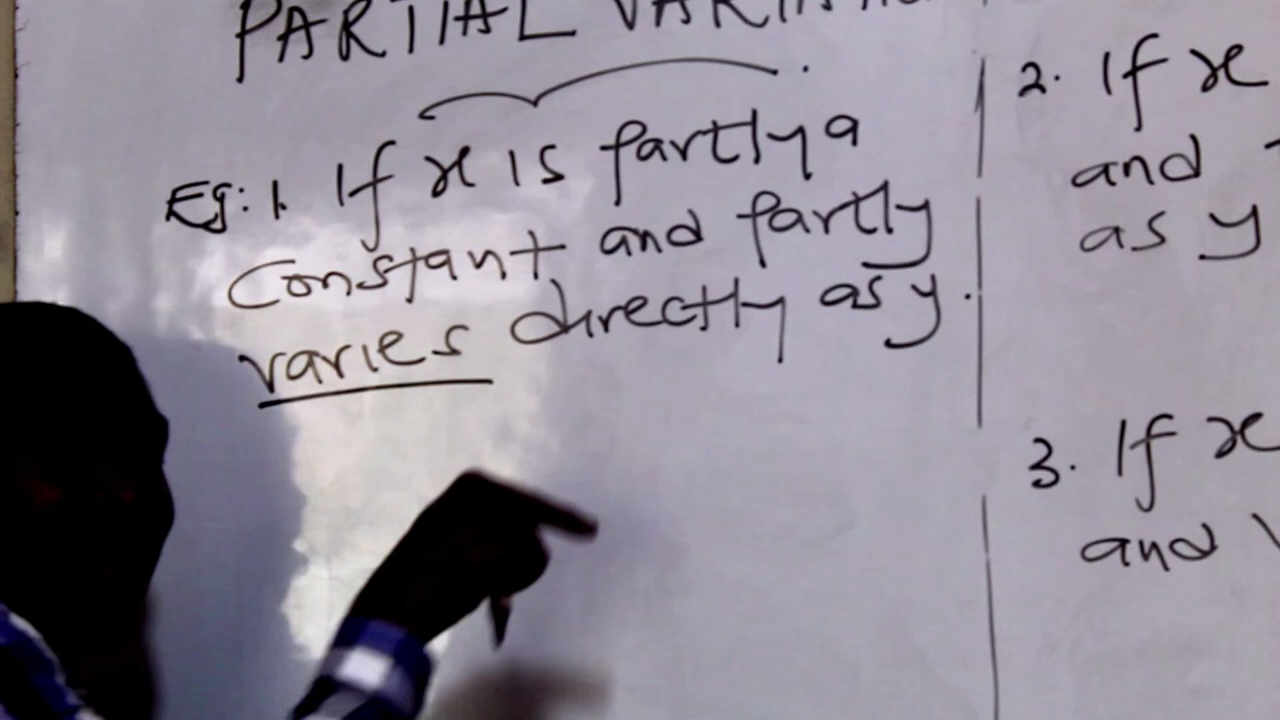 PARTIAL VARIATION
Eg: 1. If x is partly a
constant and partly
varies directly as y.
2. If x
and
as y
3. If x
and